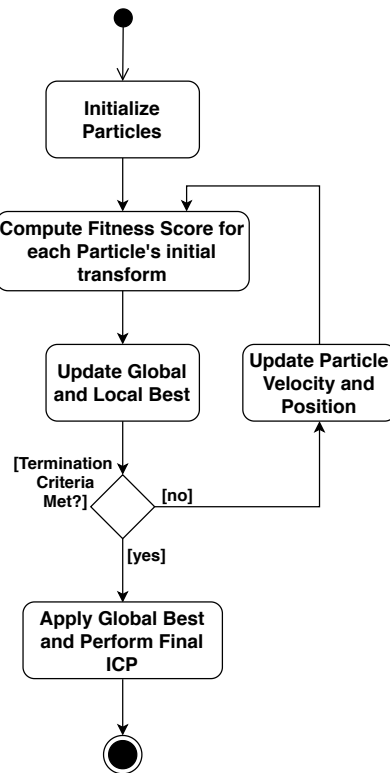 Initialize
Particles
Compute Fitness Score for
each Particle's initial
transform
Update Global
and Local Best
Update Particle
Velocity and
Position
[Termination
Criteria
Met?]
[no]
[yes]
Apply Global Best
and Perform Final
ICP